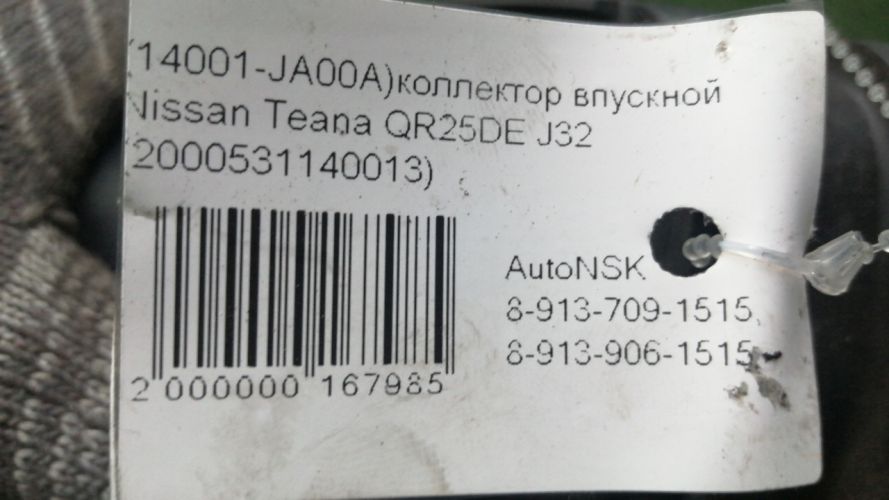 (14001-JA00A)коллектор впускной
Nissan Teana QR25DE J32
(2000531140013)
AutoNSK
8-913-709-1515,
8-913-906-1515
2 000000 167985